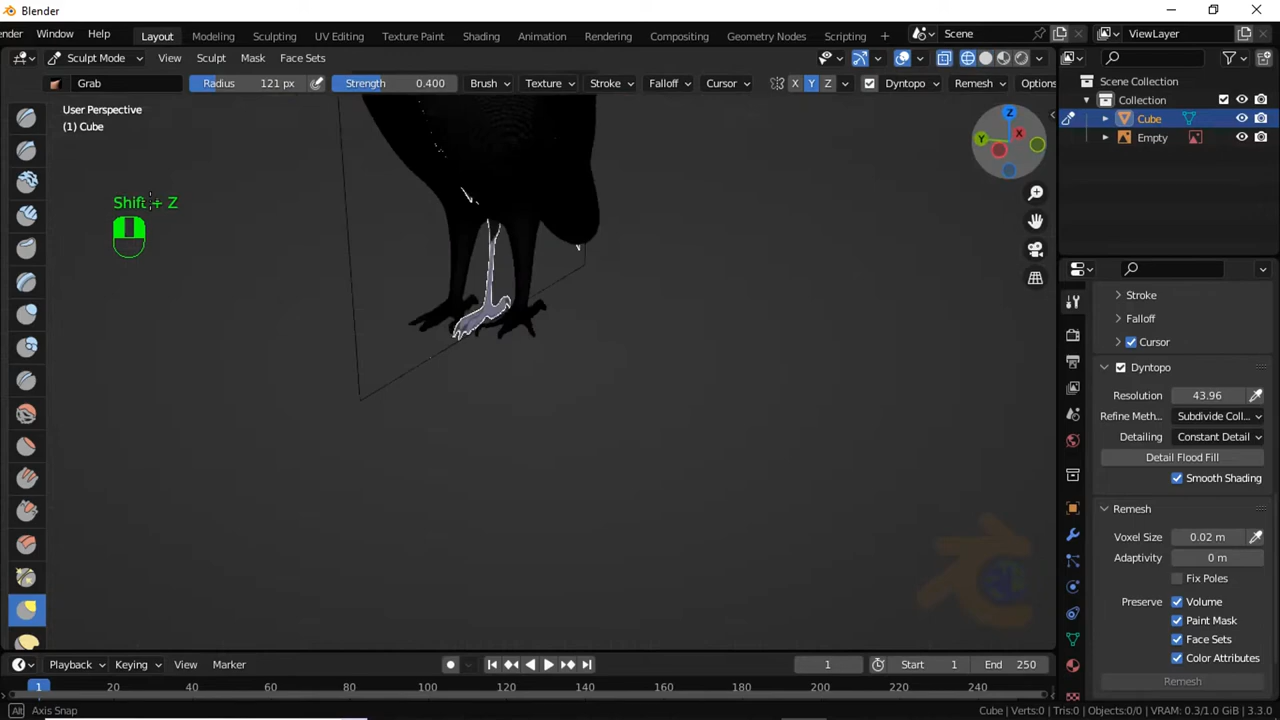 Blender
ender Window Help Layout Modeling Sculpting UV Editing Texture Paint Shading Animation Rendering Compositing Geometry Nodes Scripting + Scene ViewLayer
Sculpt Mode View Sculpt Mask Face Sets
Grab Radius 121 px Strength 0.400 Brush Texture Stroke Falloff Cursor X Y Z Dyntopo Remesh Options
User Perspective
(1) Cube
Shift + Z
Z
Y
X
Scene Collection
Collection
Cube
Empty
Stroke
Falloff
Cursor
Dyntopo
Resolution 43.96
Refine Meth... Subdivide Coll...
Detailing Constant Detail
Detail Flood Fill
Smooth Shading
Remesh
Voxel Size 0.02 m
Adaptivity 0 m
Fix Poles
Preserve Volume
Paint Mask
Face Sets
Color Attributes
Remesh
Playback Keying View Marker 1 Start 1 End 250
1 20 40 60 80 100 120 140 160 180 200 220 240
Alt Axis Snap Cube | Verts:0 | Tris:0 | Objects:0/0 | VRAM: 0.3/1.0 GiB | 3.3.0